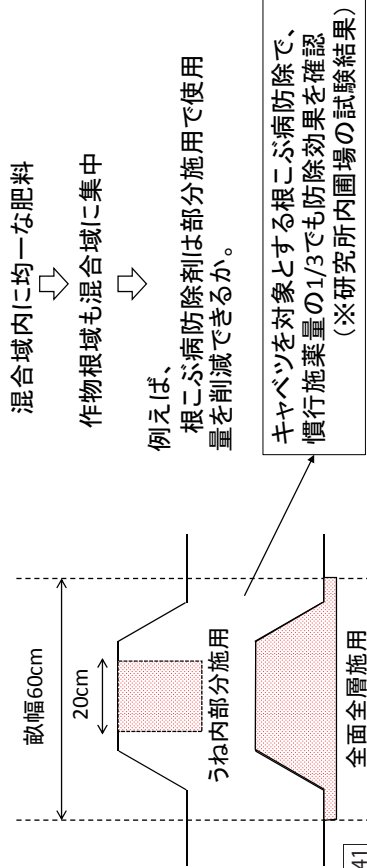 混合域内に均一な肥料
作物根域も混合域に集中
例えば、
根こぶ病防除剤は部分施用で使用
量を削減できるか。
キャベツを対象とする根こぶ病防除で、
慣行施薬量の1/3でも防除効果を確認
（※研究所内圃場の試験結果）
畝幅60cm
20cm
うね内部分施用
全面全層施用
41